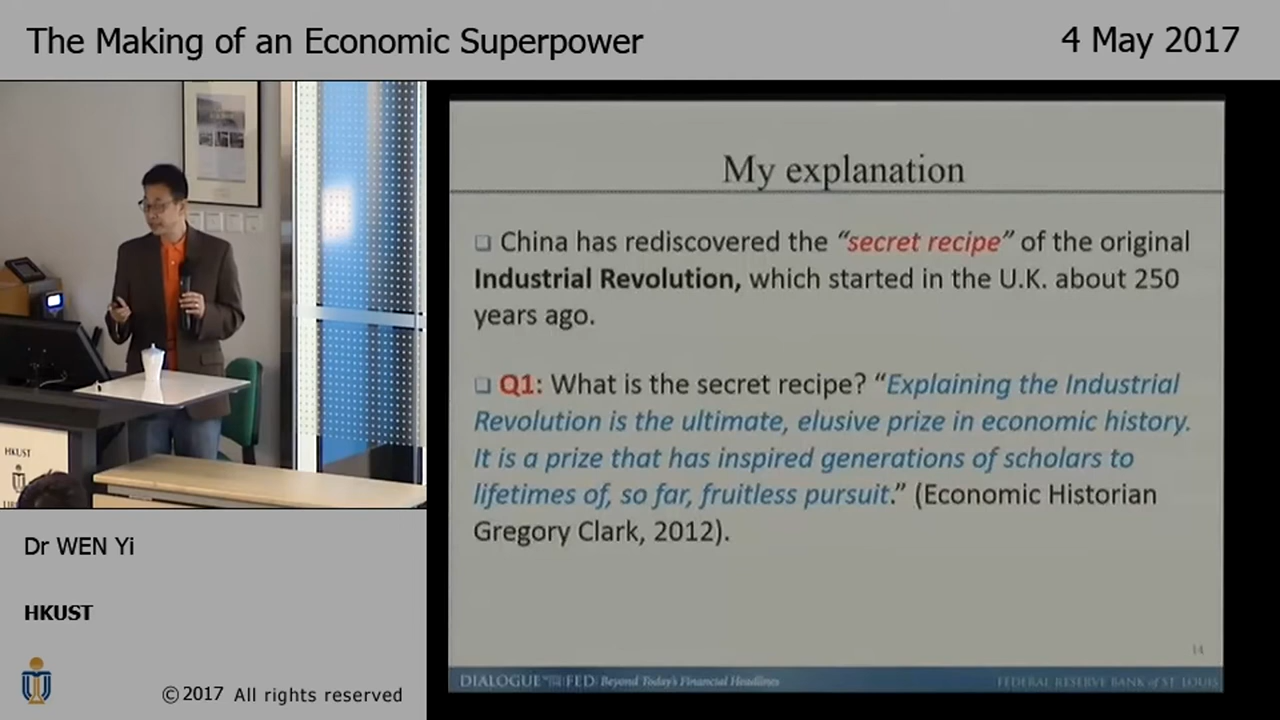 The Making of an Economic Superpower
4 May 2017
My explanation
China has rediscovered the “secret recipe” of the original
Industrial Revolution, which started in the U.K. about 250
years ago.
Q1: What is the secret recipe? “Explaining the Industrial
Revolution is the ultimate, elusive prize in economic history.
It is a prize that has inspired generations of scholars to
lifetimes of, so far, fruitless pursuit.” (Economic Historian
Gregory Clark, 2012).
14
DIALOGUE WITH THE FED: Beyond Today's Financial Headlines
FEDERAL RESERVE BANK of ST. LOUIS
HKUST
Dr WEN Yi
HKUST
©2017 All rights reserved